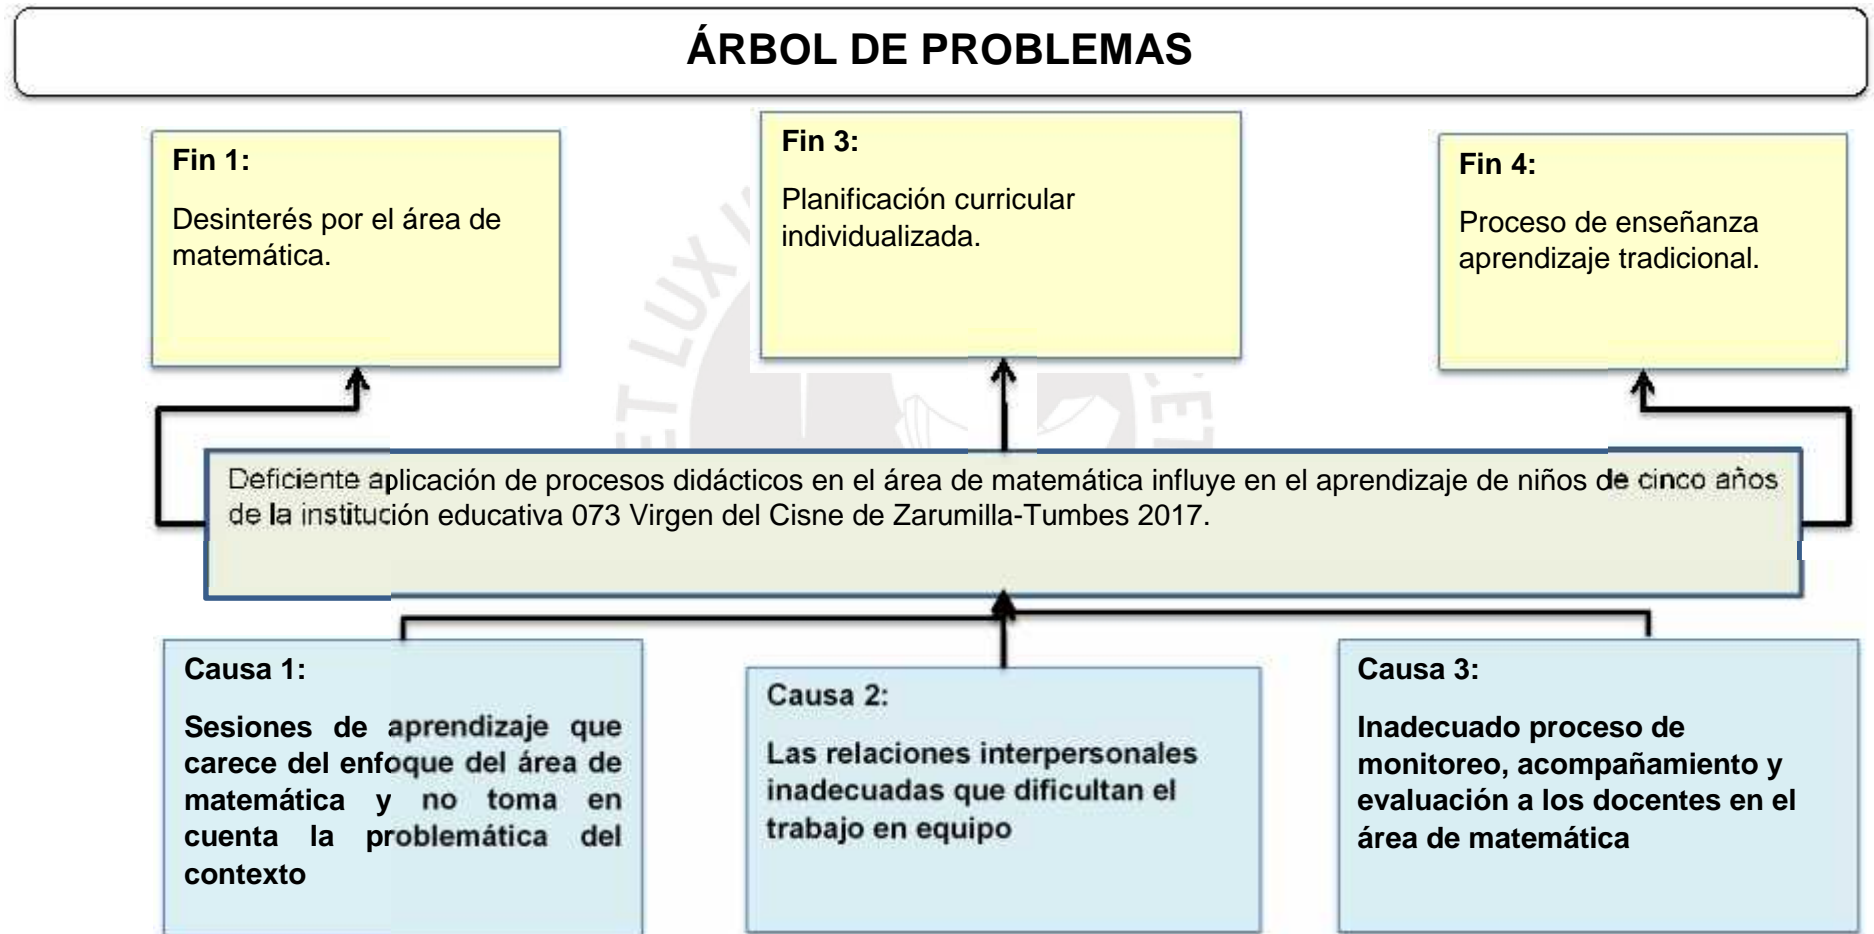 ÁRBOL DE PROBLEMAS
Fin 1:
Desinterés por el área de
matemática.
Fin 3:
Planificación curricular
individualizada.
Fin 4:
Proceso de enseñanza
aprendizaje tradicional.
ET LUX
Deficiente aplicación de procesos didácticos en el área de matemática influye en el aprendizaje de niños de cinco años
de la institución educativa 073 Virgen del Cisne de Zarumilla-Tumbes 2017.
Causa 1:
Sesiones de aprendizaje que
carece del enfoque del área de
matemática y no toma en
cuenta la problemática del
contexto
Causa 2:
Las relaciones interpersonales
inadecuadas que dificultan el
trabajo en equipo
Causa 3:
Inadecuado proceso de
monitoreo, acompañamiento y
evaluación a los docentes en el
área de matemática